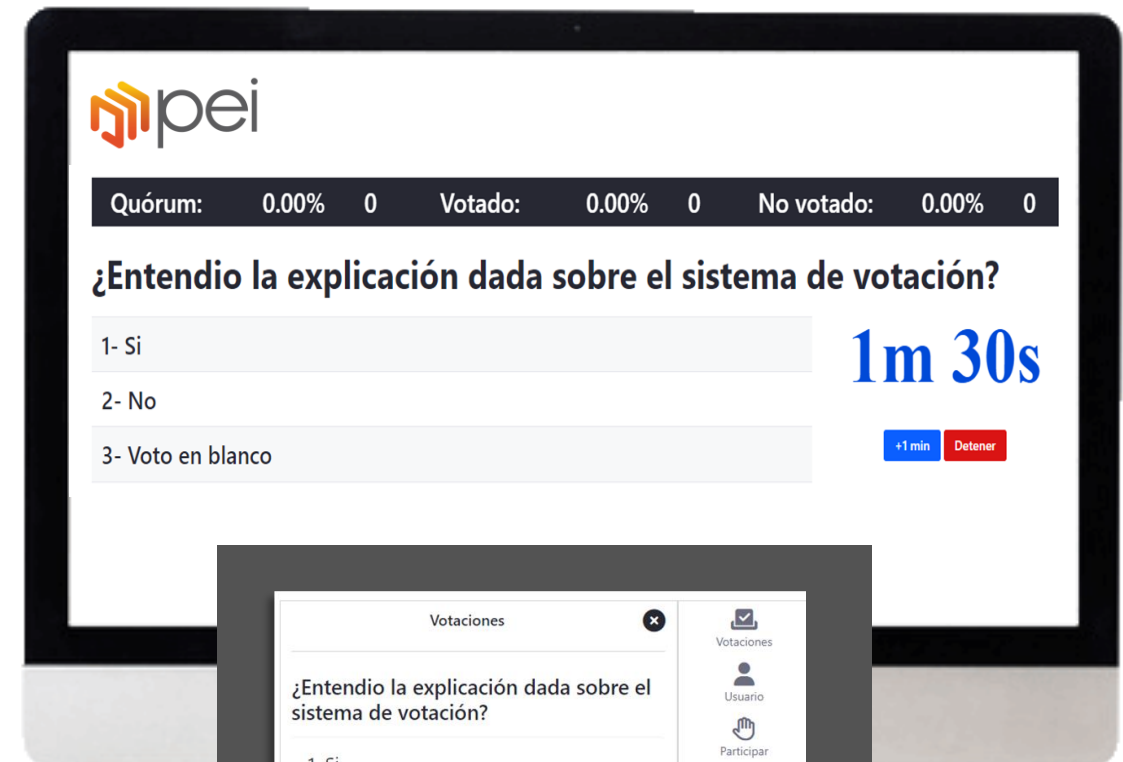 pei
Quórum: 0.00% 0 Votado: 0.00% 0 No votado: 0.00% 0
¿Entendio la explicación dada sobre el sistema de votación?
1- Si
2- No
3- Voto en blanco
1m 30s
+1 min Detener
Votaciones
¿Entendio la explicación dada sobre el
sistema de votación?
1- Si
Votaciones
Usuario
Participar